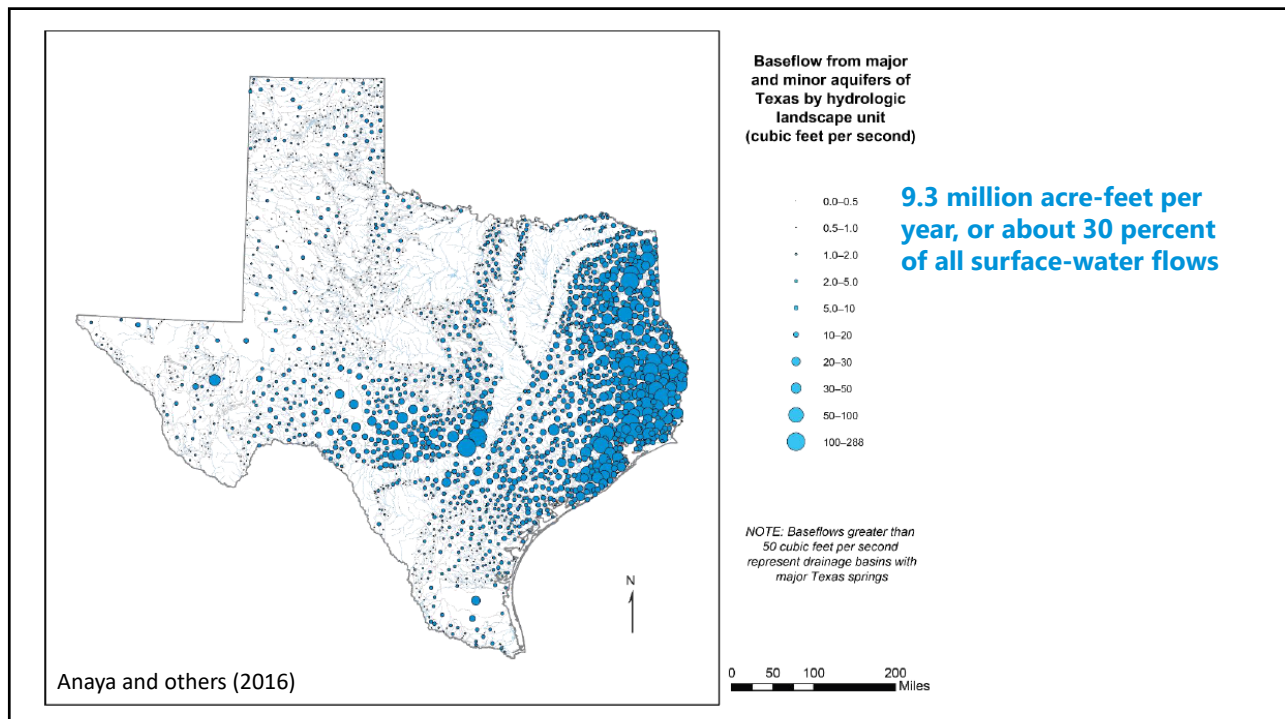 Baseflow from major
and minor aquifers of
Texas by hydrologic
landscape unit
(cubic feet per second)
9.3 million acre-feet per
year, or about 30 percent
of all surface-water flows
0.0–0.5
0.5–1.0
1.0–2.0
2.0–5.0
5.0–10
10–20
20–30
30–50
50–100
100–288
NOTE: Baseflows greater than
50 cubic feet per second
represent drainage basins with
major Texas springs
N
Anaya and others (2016)
0 50 100 200
Miles